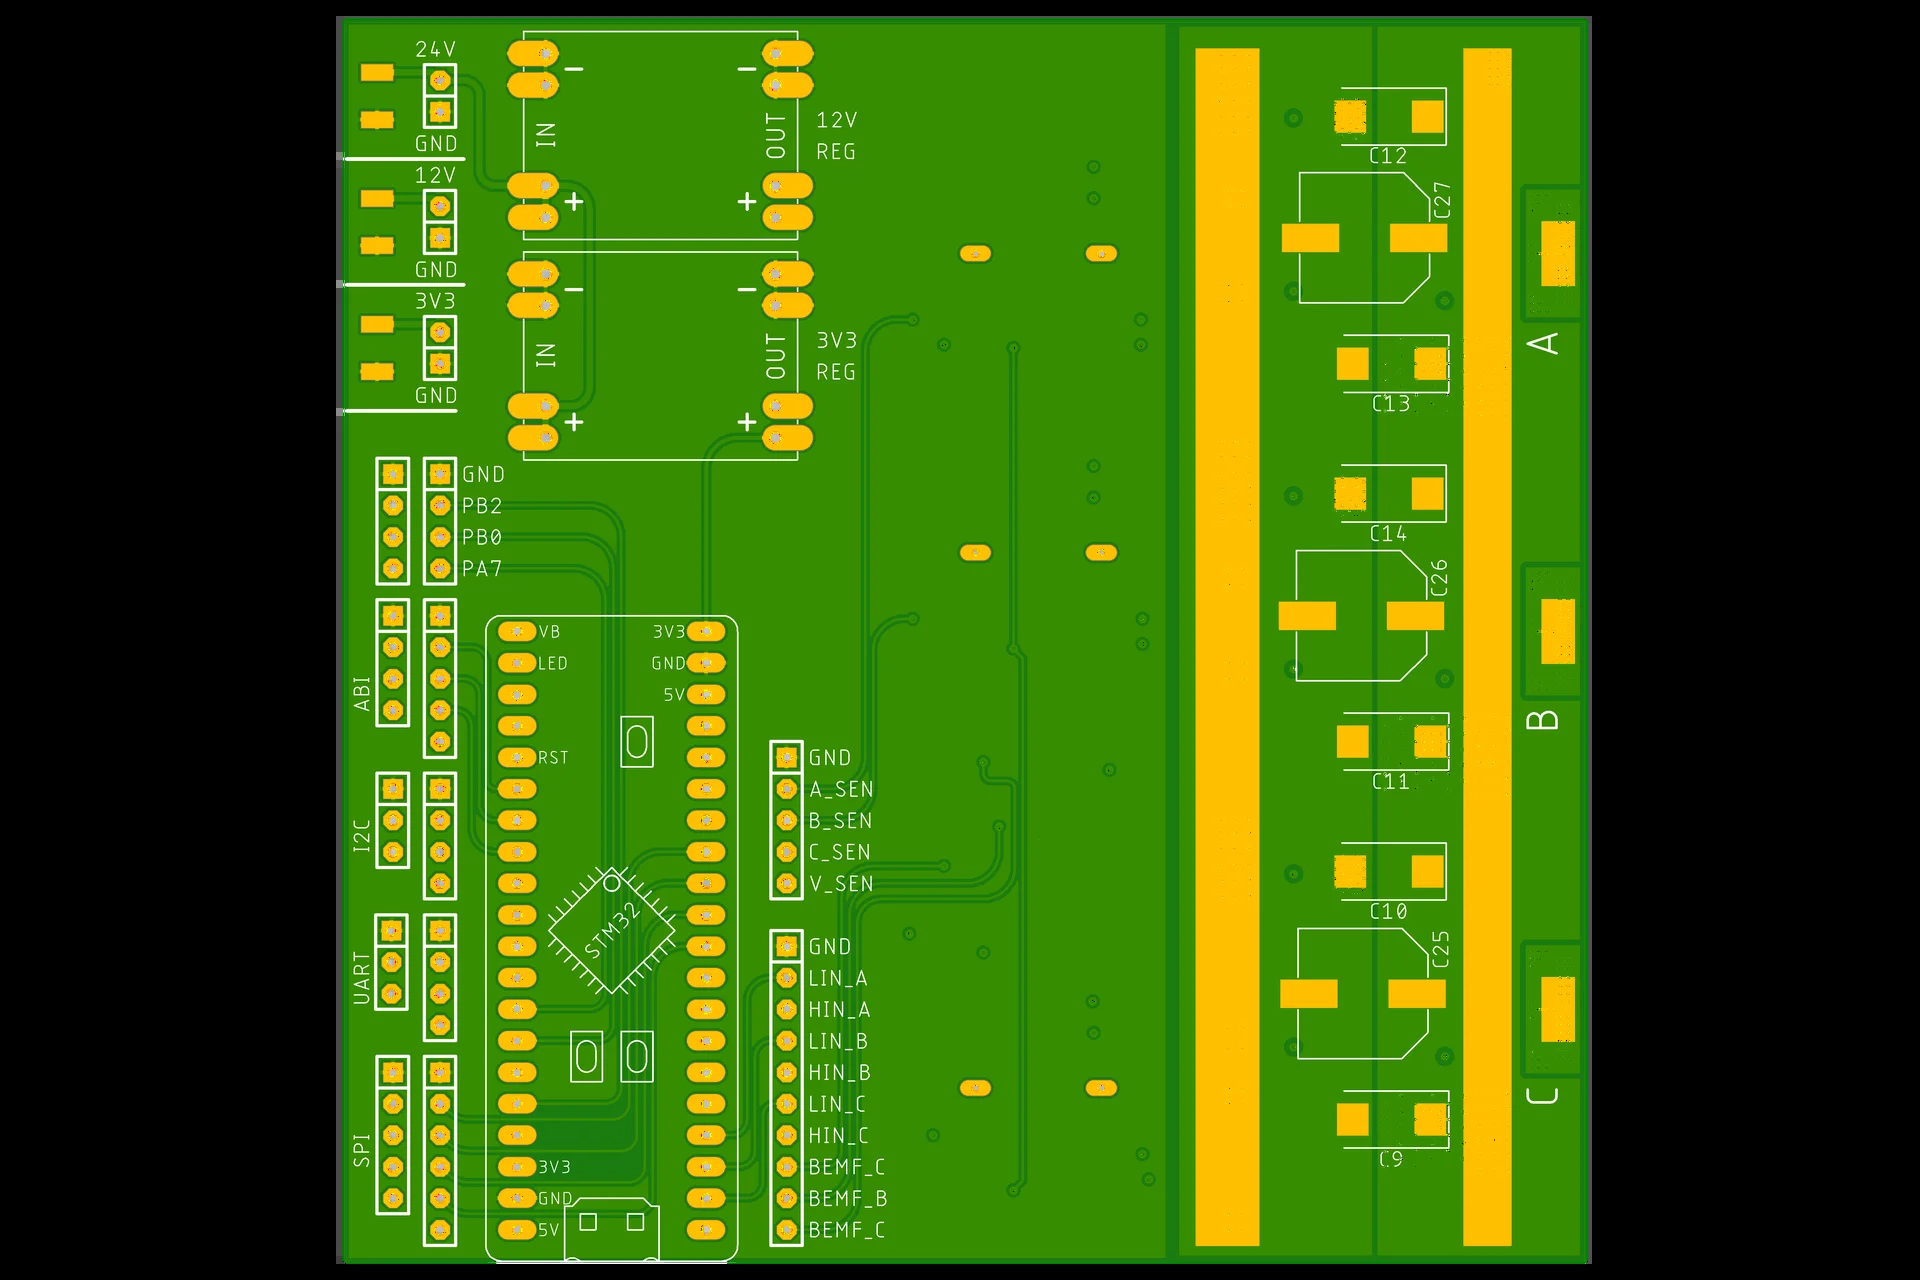 24V
GND
12V
GND
3V3
GND
IN
OUT
12V
REG
IN
OUT
3V3
REG
GND
PB2
PB0
PA7
ABI
I2C
UART
SPI
VB
LED
RST
3V3
GND
5V
3V3
GND
5V
STM32
GND
A_SEN
B_SEN
C_SEN
V_SEN
GND
LIN_A
HIN_A
LIN_B
HIN_B
LIN_C
HIN_C
BEMF_C
BEMF_B
BEMF_C
C12
C27
C13
C14
C26
C11
C10
C25
C9
A
B
C